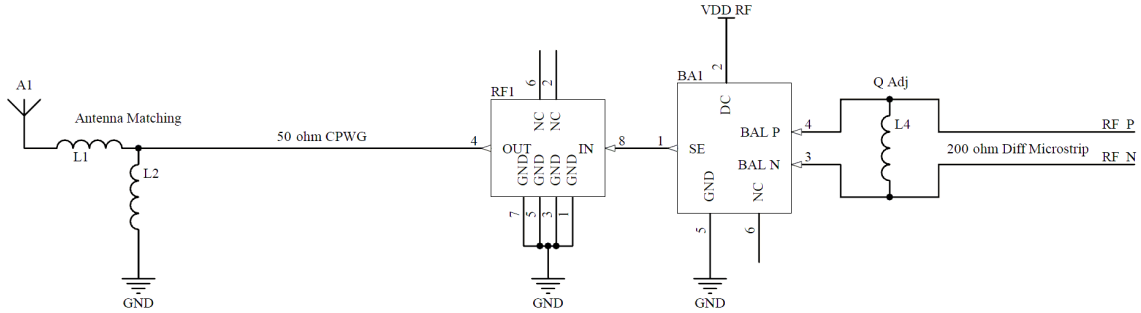 VDD RF
A1
Antenna Matching
L1
L2
GND
50 ohm CPWG
4
RF1
6
2
NC
NC
OUT
IN
GND
GND
GND
GND
7
5
3
1
GND
8
1
BA1
2
DC
SE
BAL P
BAL N
GND
NC
5
6
GND
4
3
Q Adj
L4
200 ohm Diff Microstrip
RF P
RF N